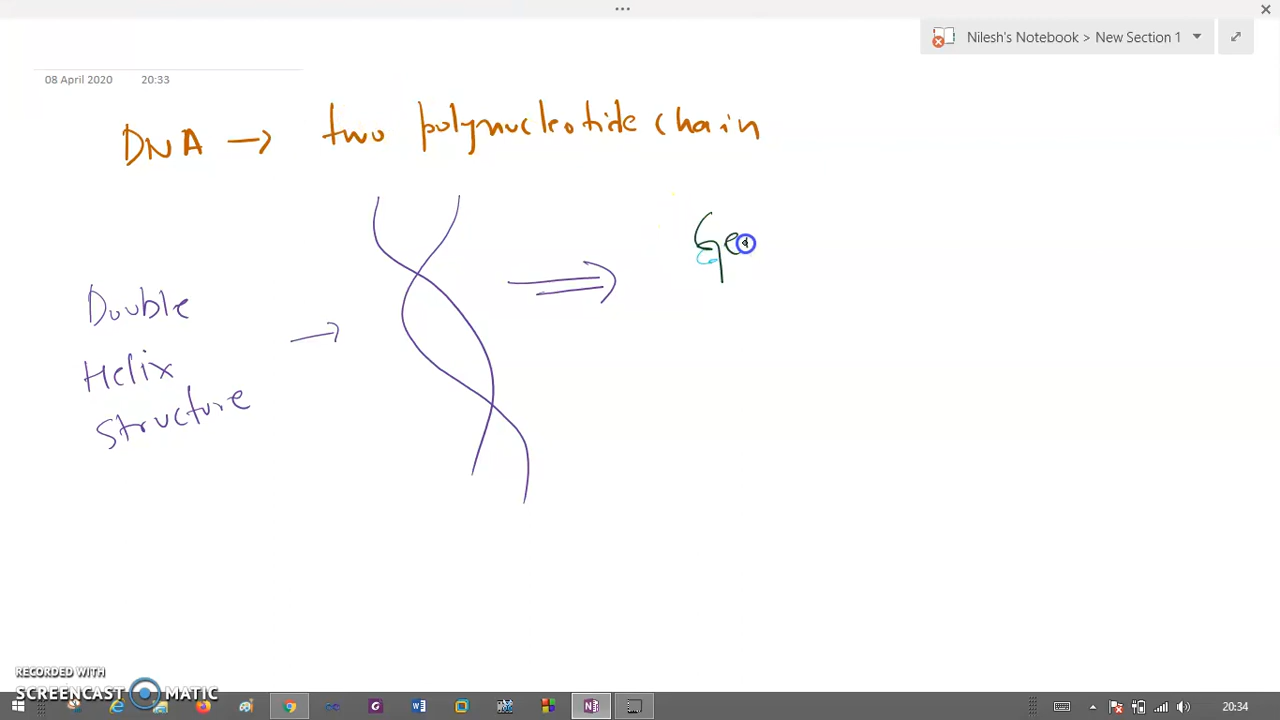 Nilesh's Notebook > New Section 1
08 April 2020 20:33
DNA → two polynucleotide chain
Double
Helix
Structure
RECORDED WITH
SCREENCAST MATIC
20:34